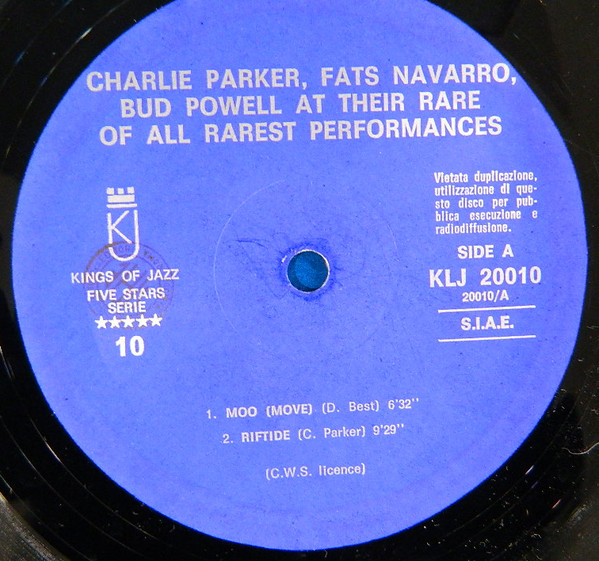 CHARLIE PARKER, FATS NAVARRO,
BUD POWELL AT THEIR RARE
OF ALL RAREST PERFORMANCES
KJ
KINGS OF JAZZ
FIVE STARS
SERIE
★★★★★
10
Vietata duplicazione,
utilizzazione di que-
sto disco per pub-
blica esecuzione e
radiodiffusione.
SIDE A
KLJ 20010
20010/A
S.I.A.E.
1. MOO (MOVE) (D. Best) 6'32''
2. RIFTIDE (C. Parker) 9'29''
(C.W.S. licence)